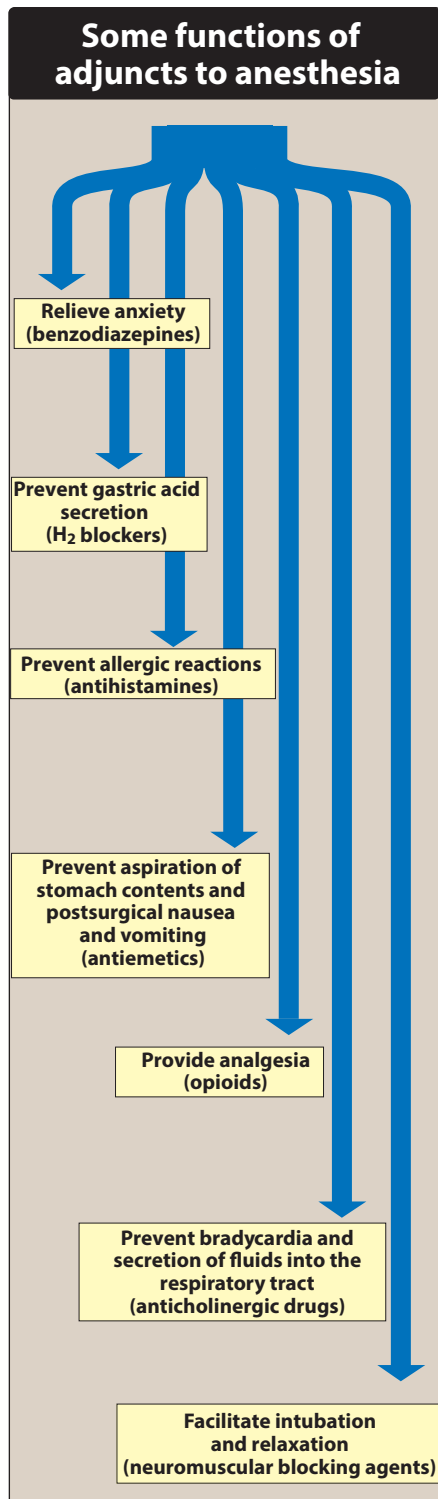 Some functions of
adjuncts to anesthesia
Relieve anxiety
(benzodiazepines)
Prevent gastric acid
secretion
(H₂ blockers)
Prevent allergic reactions
(antihistamines)
Prevent aspiration of
stomach contents and
postsurgical nausea
and vomiting
(antiemetics)
Provide analgesia
(opioids)
Prevent bradycardia and
secretion of fluids into the
respiratory tract
(anticholinergic drugs)
Facilitate intubation
and relaxation
(neuromuscular blocking agents)